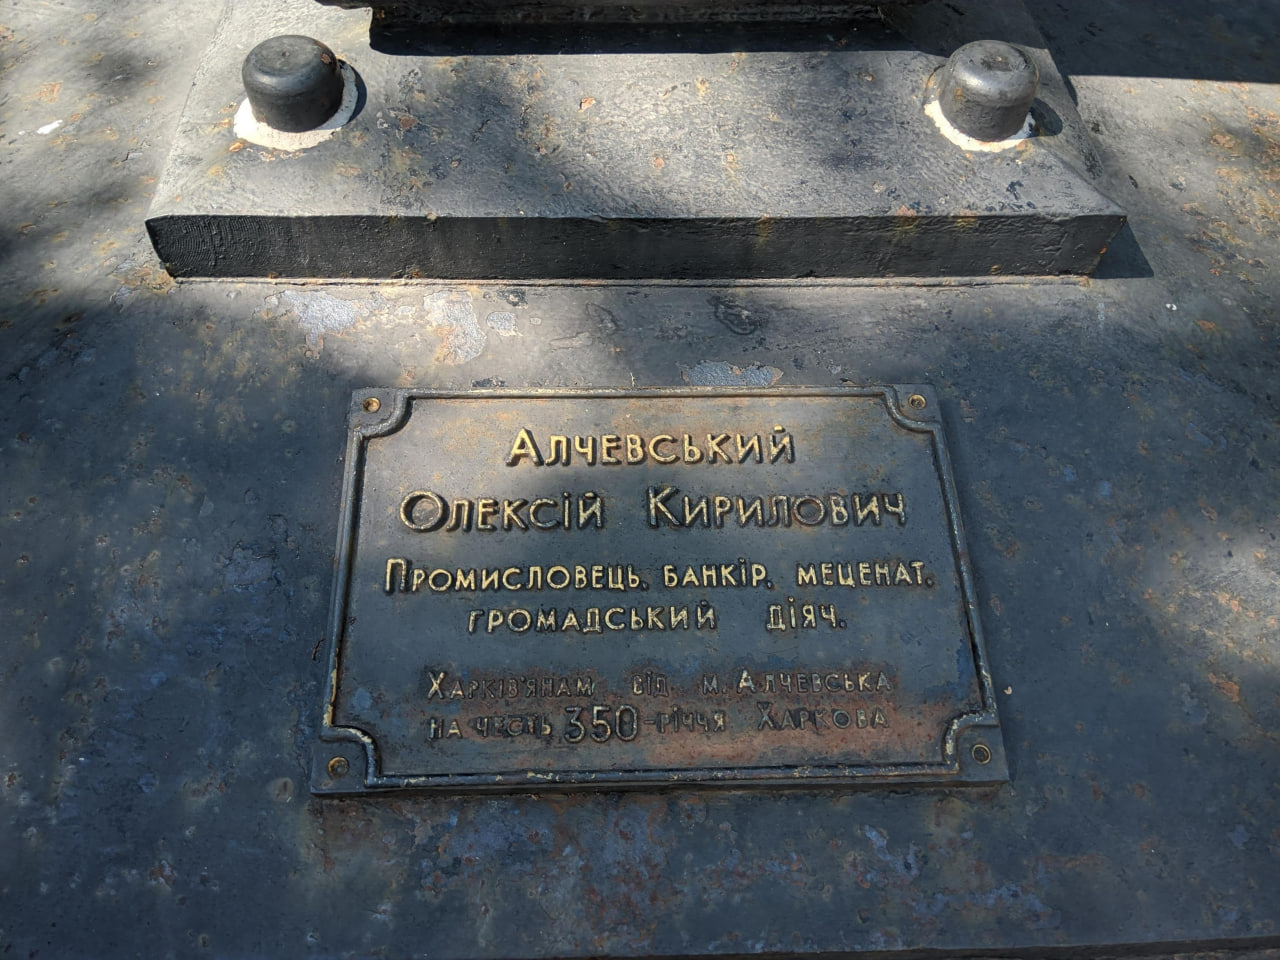 Алчевський
Олексій Кирилович
Промисловець, банкір, меценат,
громадський діяч.
Харків'янам від м. Алчевська
на честь 350-річчя Харкова